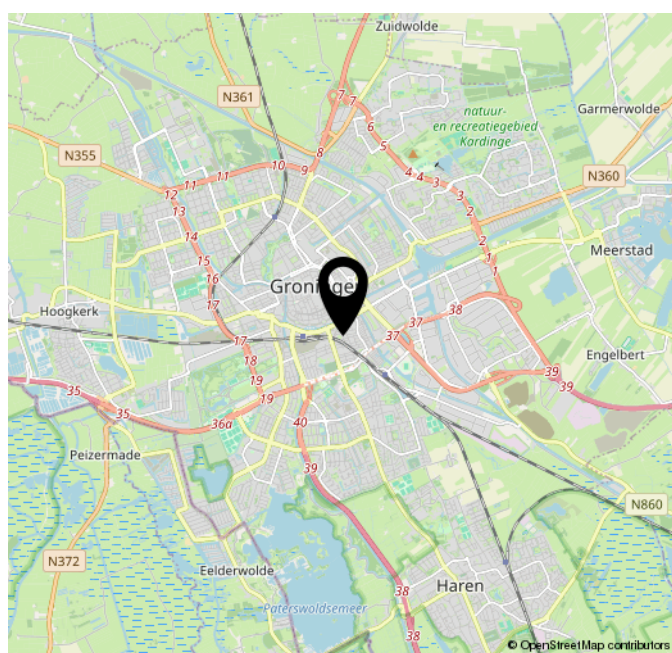 Zuidwolde
N361
7
7
natuur-
en recreatiegebied
Kardinge
Garmerwolde
6
8
5
N355
10
9
11
11
12
4
4
3
3
N360
13
2
2
14
1
Meerstad
15
1
16
Groningen
17
38
Hoogkerk
37
37
17
18
Engelbert
39
39
35
19
19
35
36a
40
Peizermade
39
N860
N372
Eelderwolde
Haren
38
38
Paterswoldsemeer
© OpenStreetMap contributors